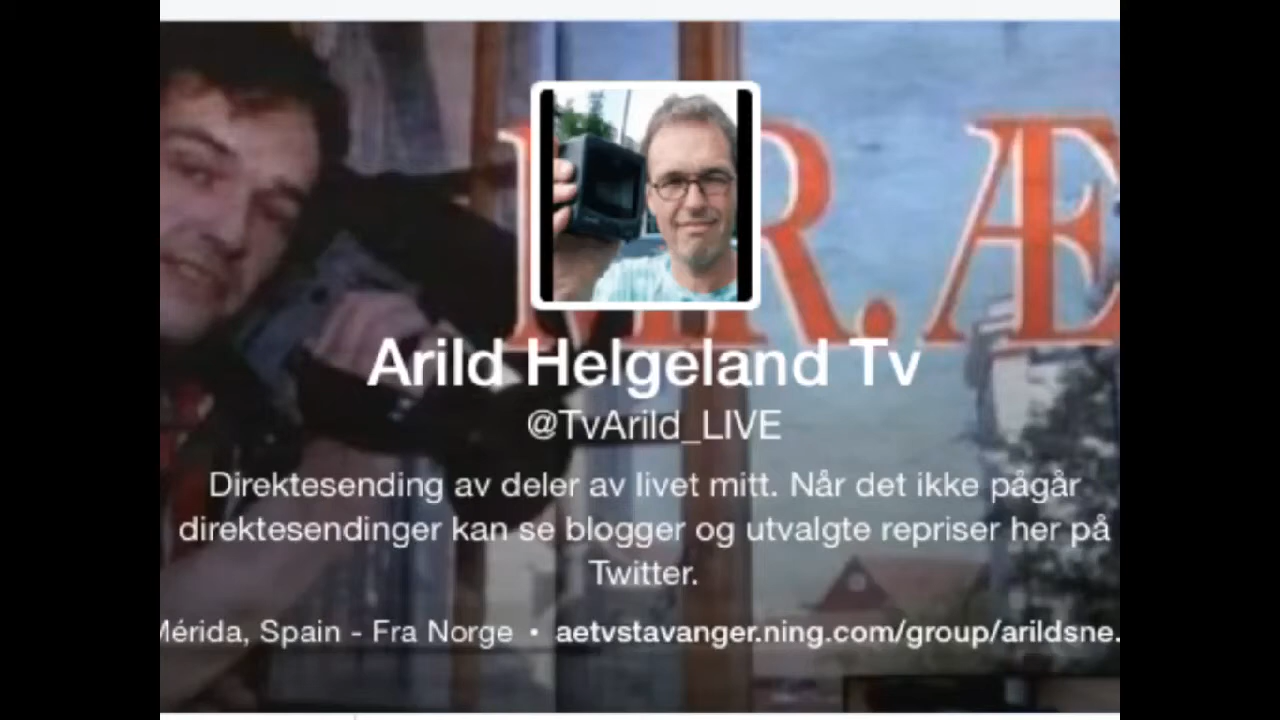 MR. Æ
Arild Helgeland Tv
@TvArild_LIVE
Direktesending av deler av livet mitt. Når det ikke pågår
direktesendinger kan se blogger og utvalgte repriser her på
Twitter.
Mérida, Spain - Fra Norge • aetvstavanger.ning.com/group/arildsne.